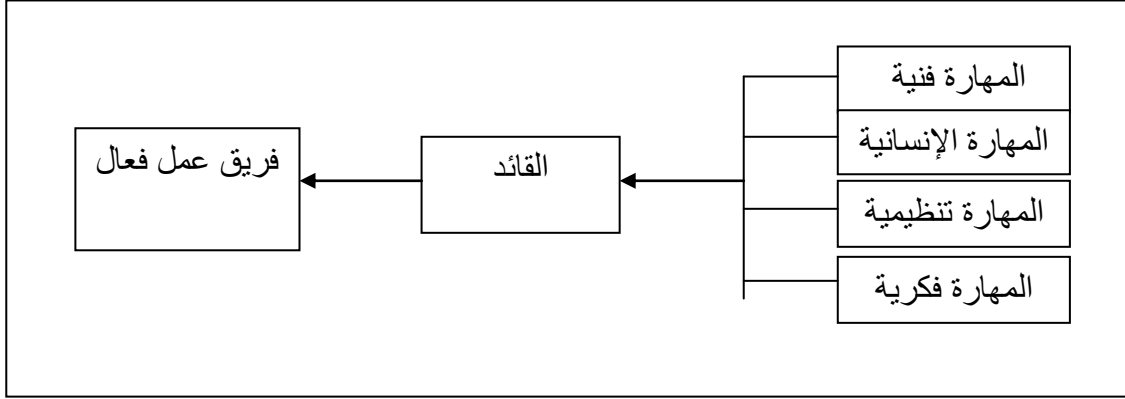 المهارة فنية
المهارة الإنسانية
المهارة تنظيمية
المهارة فكرية
القائد
فريق عمل فعال